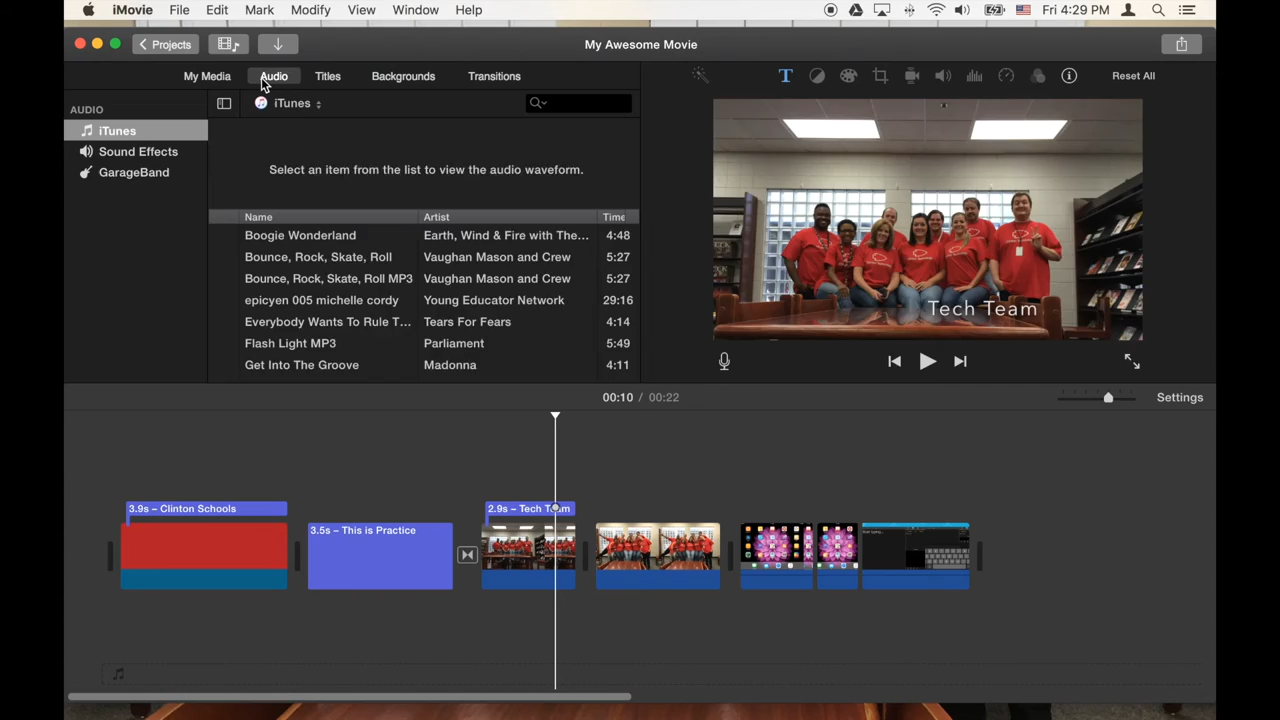 iMovie File Edit Mark Modify View Window Help Fri 4:29 PM
Projects My Awesome Movie
My Media Audio Titles Backgrounds Transitions T Reset All
AUDIO
iTunes
Sound Effects
GarageBand
iTunes
Select an item from the list to view the audio waveform.
Name Artist Time
Boogie Wonderland Earth, Wind & Fire with The... 4:48
Bounce, Rock, Skate, Roll Vaughan Mason and Crew 5:27
Bounce, Rock, Skate, Roll MP3 Vaughan Mason and Crew 5:27
epicyen 005 michelle cordy Young Educator Network 29:16
Everybody Wants To Rule T... Tears For Fears 4:14
Flash Light MP3 Parliament 5:49
Get Into The Groove Madonna 4:11
Tech Team
00:10 / 00:22 Settings
3.9s – Clinton Schools
3.5s – This is Practice
2.9s – Tech Team